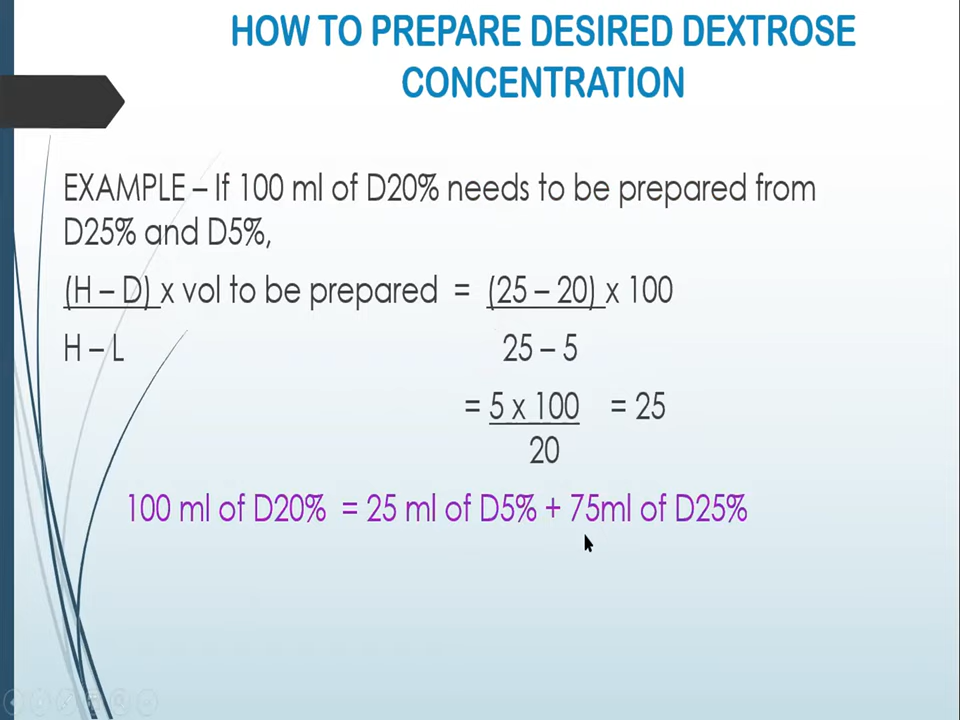 HOW TO PREPARE DESIRED DEXTROSE
CONCENTRATION
EXAMPLE – If 100 ml of D20% needs to be prepared from
D25% and D5%,
(H – D) x vol to be prepared = (25 – 20) x 100
H – L 25 – 5
= 5 x 100 = 25
20
100 ml of D20% = 25 ml of D5% + 75ml of D25%